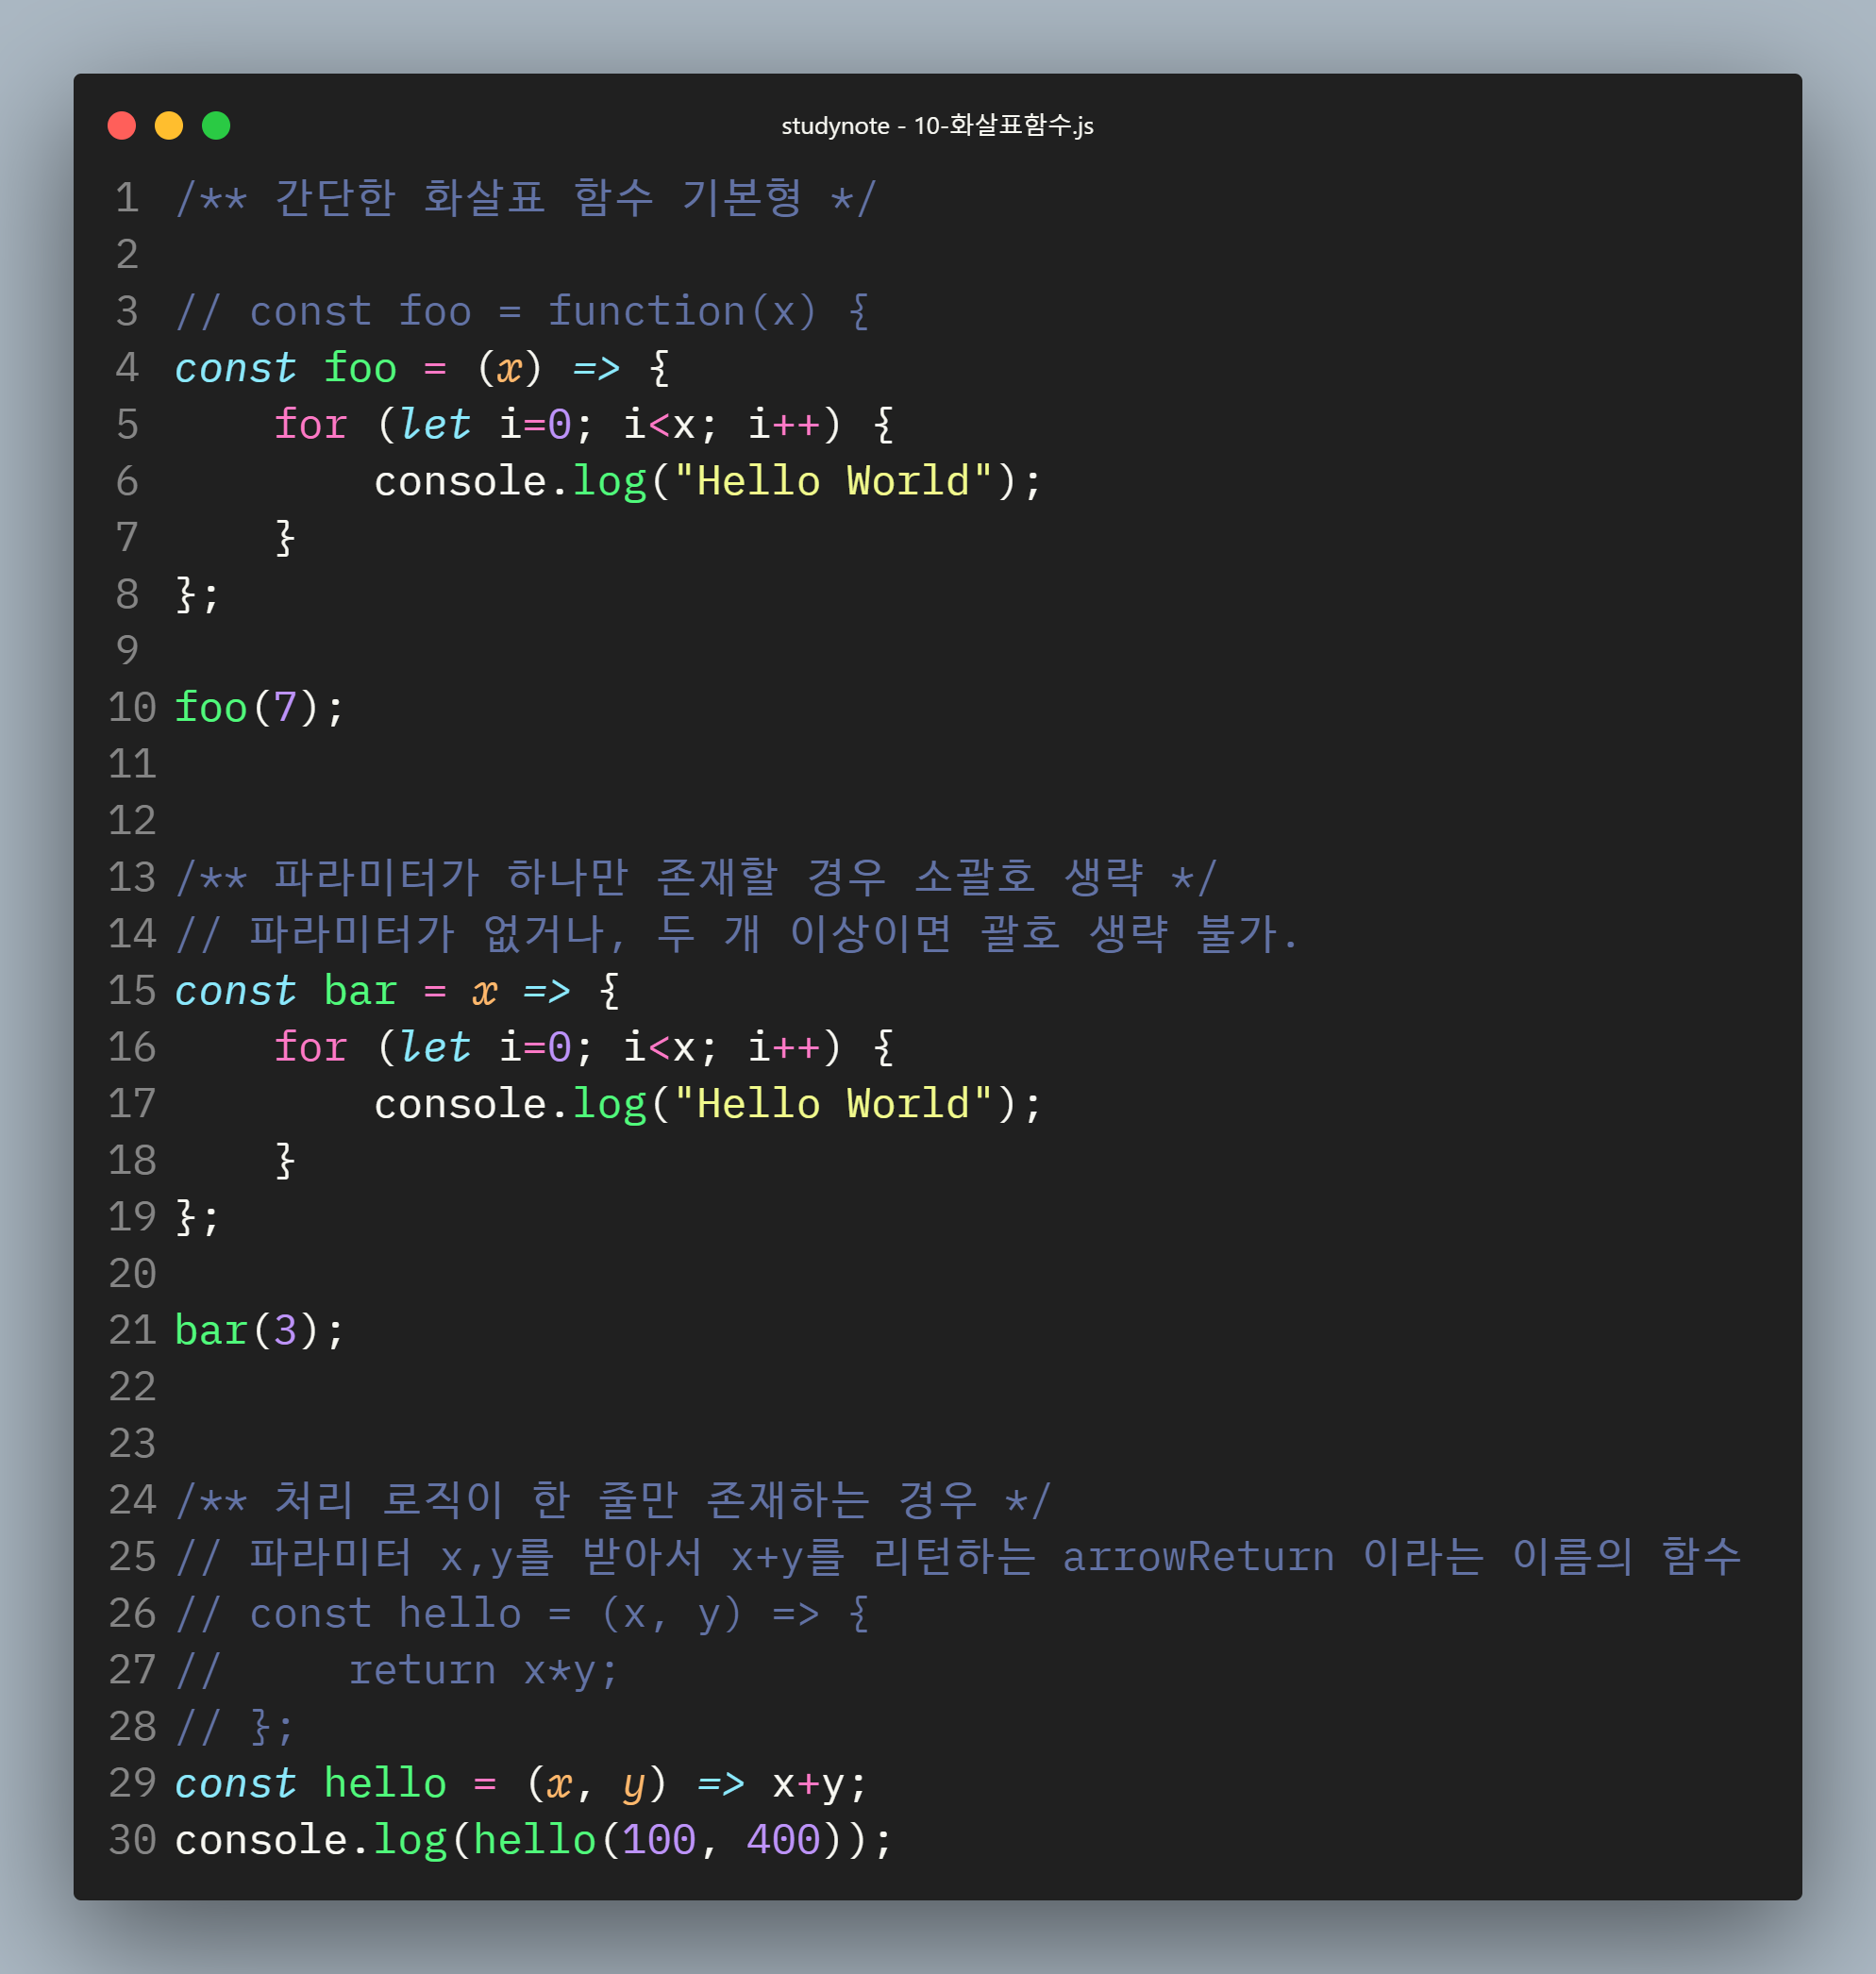 studynote - 10-화살표함수.js
1 /** 간단한 화살표 함수 기본형 */
2
3 // const foo = function(x) {
4 const foo = (x) => {
5     for (let i=0; i<x; i++) {
6         console.log("Hello World");
7     }
8 };
9
10 foo(7);
11
12
13 /** 파라미터가 하나만 존재할 경우 소괄호 생략 */
14 // 파라미터가 없거나, 두 개 이상이면 괄호 생략 불가.
15 const bar = x => {
16     for (let i=0; i<x; i++) {
17         console.log("Hello World");
18     }
19 };
20
21 bar(3);
22
23
24 /** 처리 로직이 한 줄만 존재하는 경우 */
25 // 파라미터 x,y를 받아서 x+y를 리턴하는 arrowReturn 이라는 이름의 함수
26 // const hello = (x, y) => {
27 //     return x*y;
28 // };
29 const hello = (x, y) => x+y;
30 console.log(hello(100, 400));